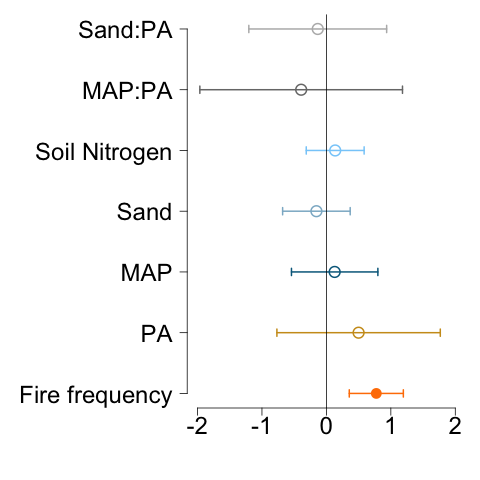 Sand:PA
MAP:PA
Soil Nitrogen
Sand
MAP
PA
Fire frequency
-2 -1 0 1 2